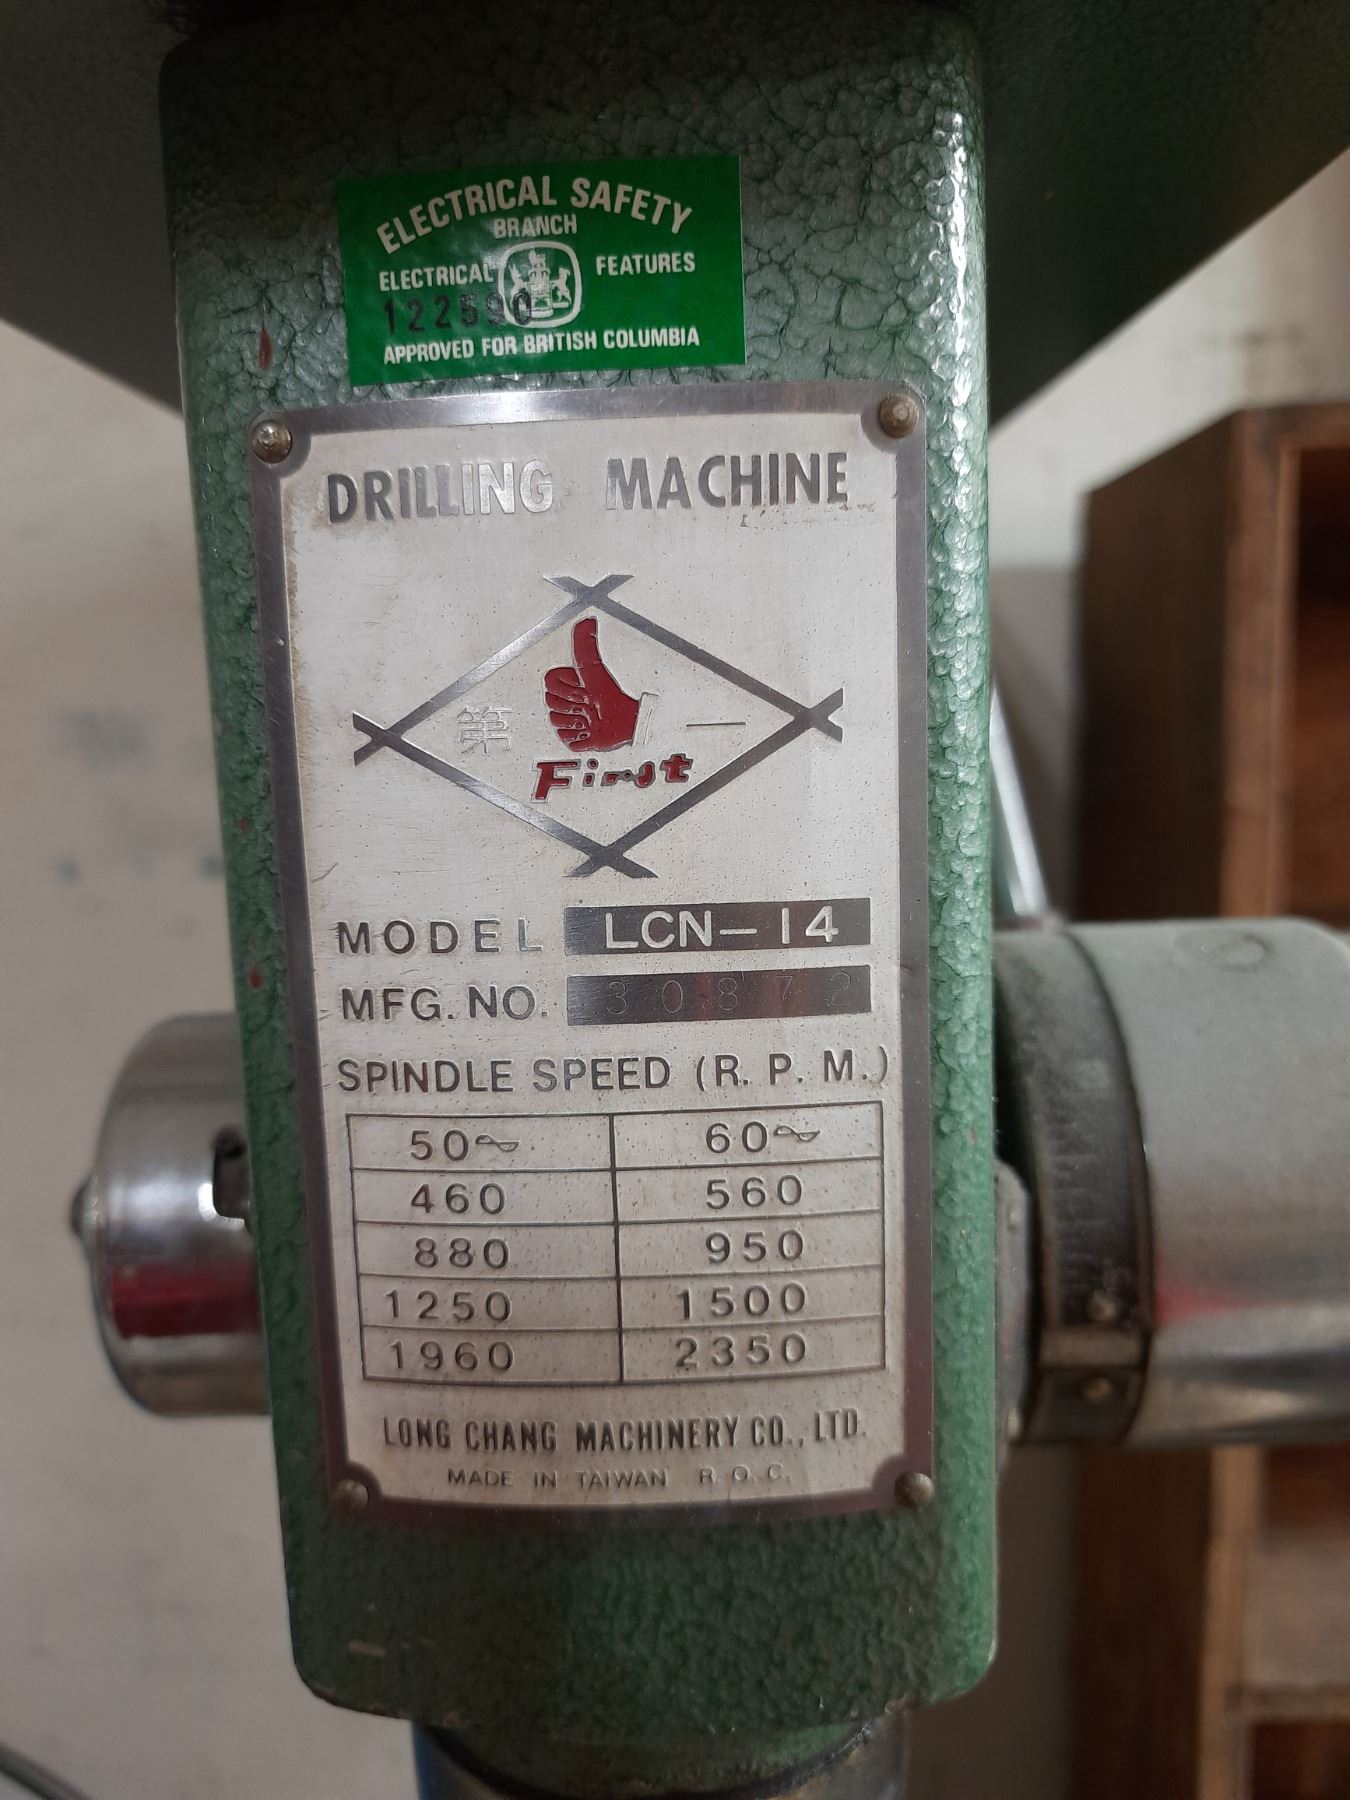 ELECTRICAL SAFETY
BRANCH
ELECTRICAL FEATURES
122590
APPROVED FOR BRITISH COLUMBIA
DRILLING MACHINE
第 一
First
MODEL LCN-14
MFG. NO. 30872
SPINDLE SPEED (R. P. M.)
50~ 60~
460 560
880 950
1250 1500
1960 2350
LONG CHANG MACHINERY CO., LTD.
MADE IN TAIWAN R. O. C.